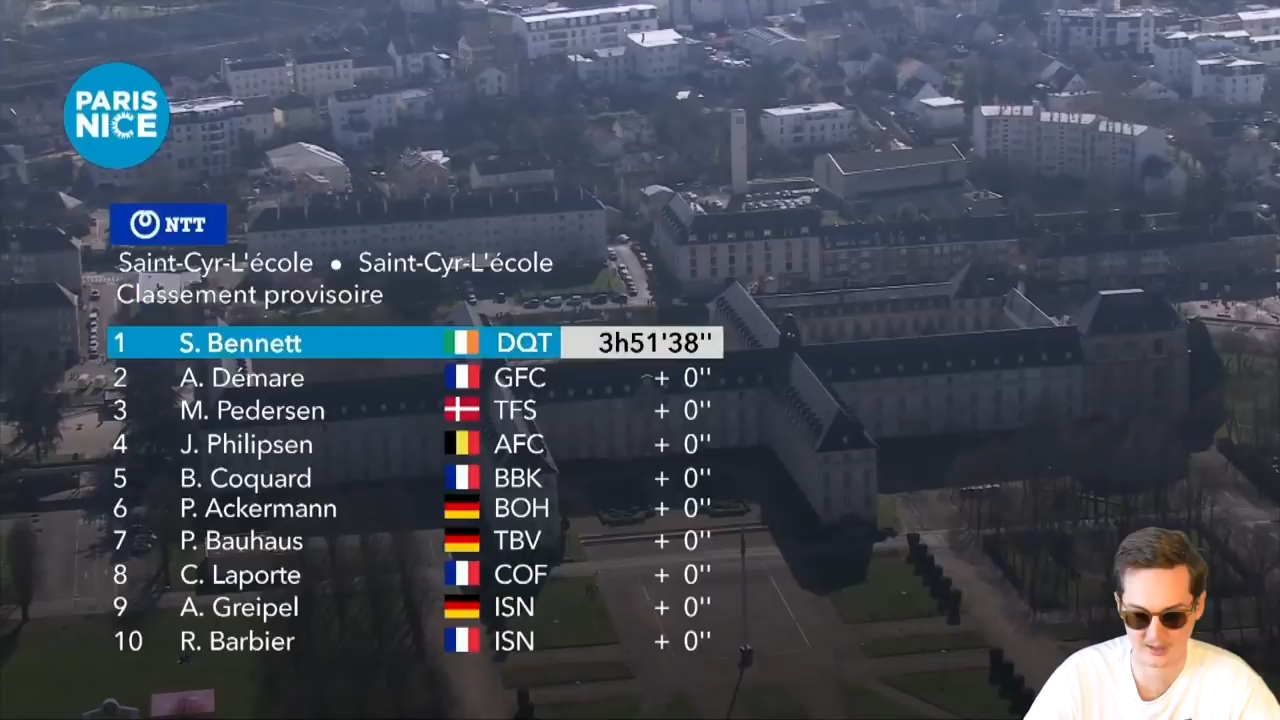 PARIS
NICE
NTT
Saint-Cyr-L'école • Saint-Cyr-L'école
Classement provisoire
1 S. Bennett DQT 3h51'38''
2 A. Démare GFC + 0''
3 M. Pedersen TFS + 0''
4 J. Philipsen AFC + 0''
5 B. Coquard BBK + 0''
6 P. Ackermann BOH + 0''
7 P. Bauhaus TBV + 0''
8 C. Laporte COF + 0''
9 A. Greipel ISN + 0''
10 R. Barbier ISN + 0''